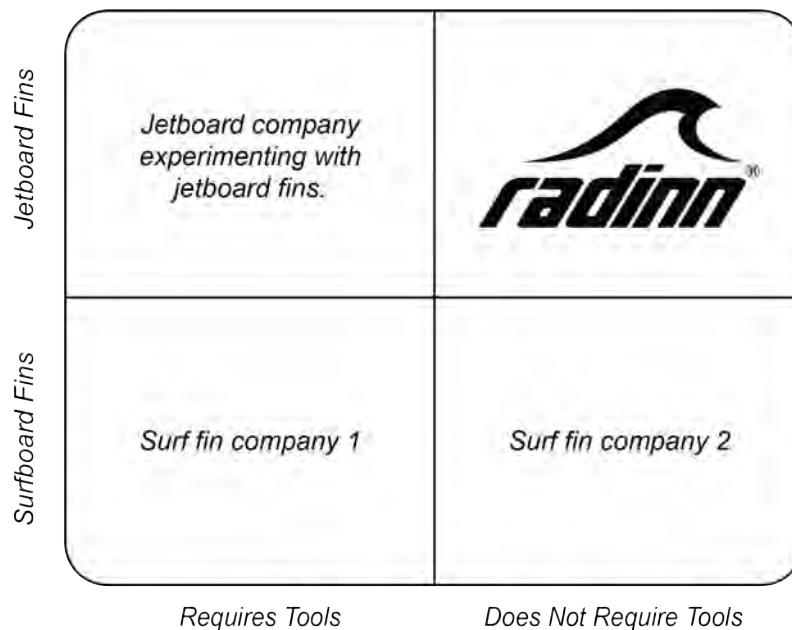 Jetboard Fins
Jetboard company
experimenting with
jetboard fins.
radinn®
Surfboard Fins
Surf fin company 1
Surf fin company 2
Requires Tools
Does Not Require Tools